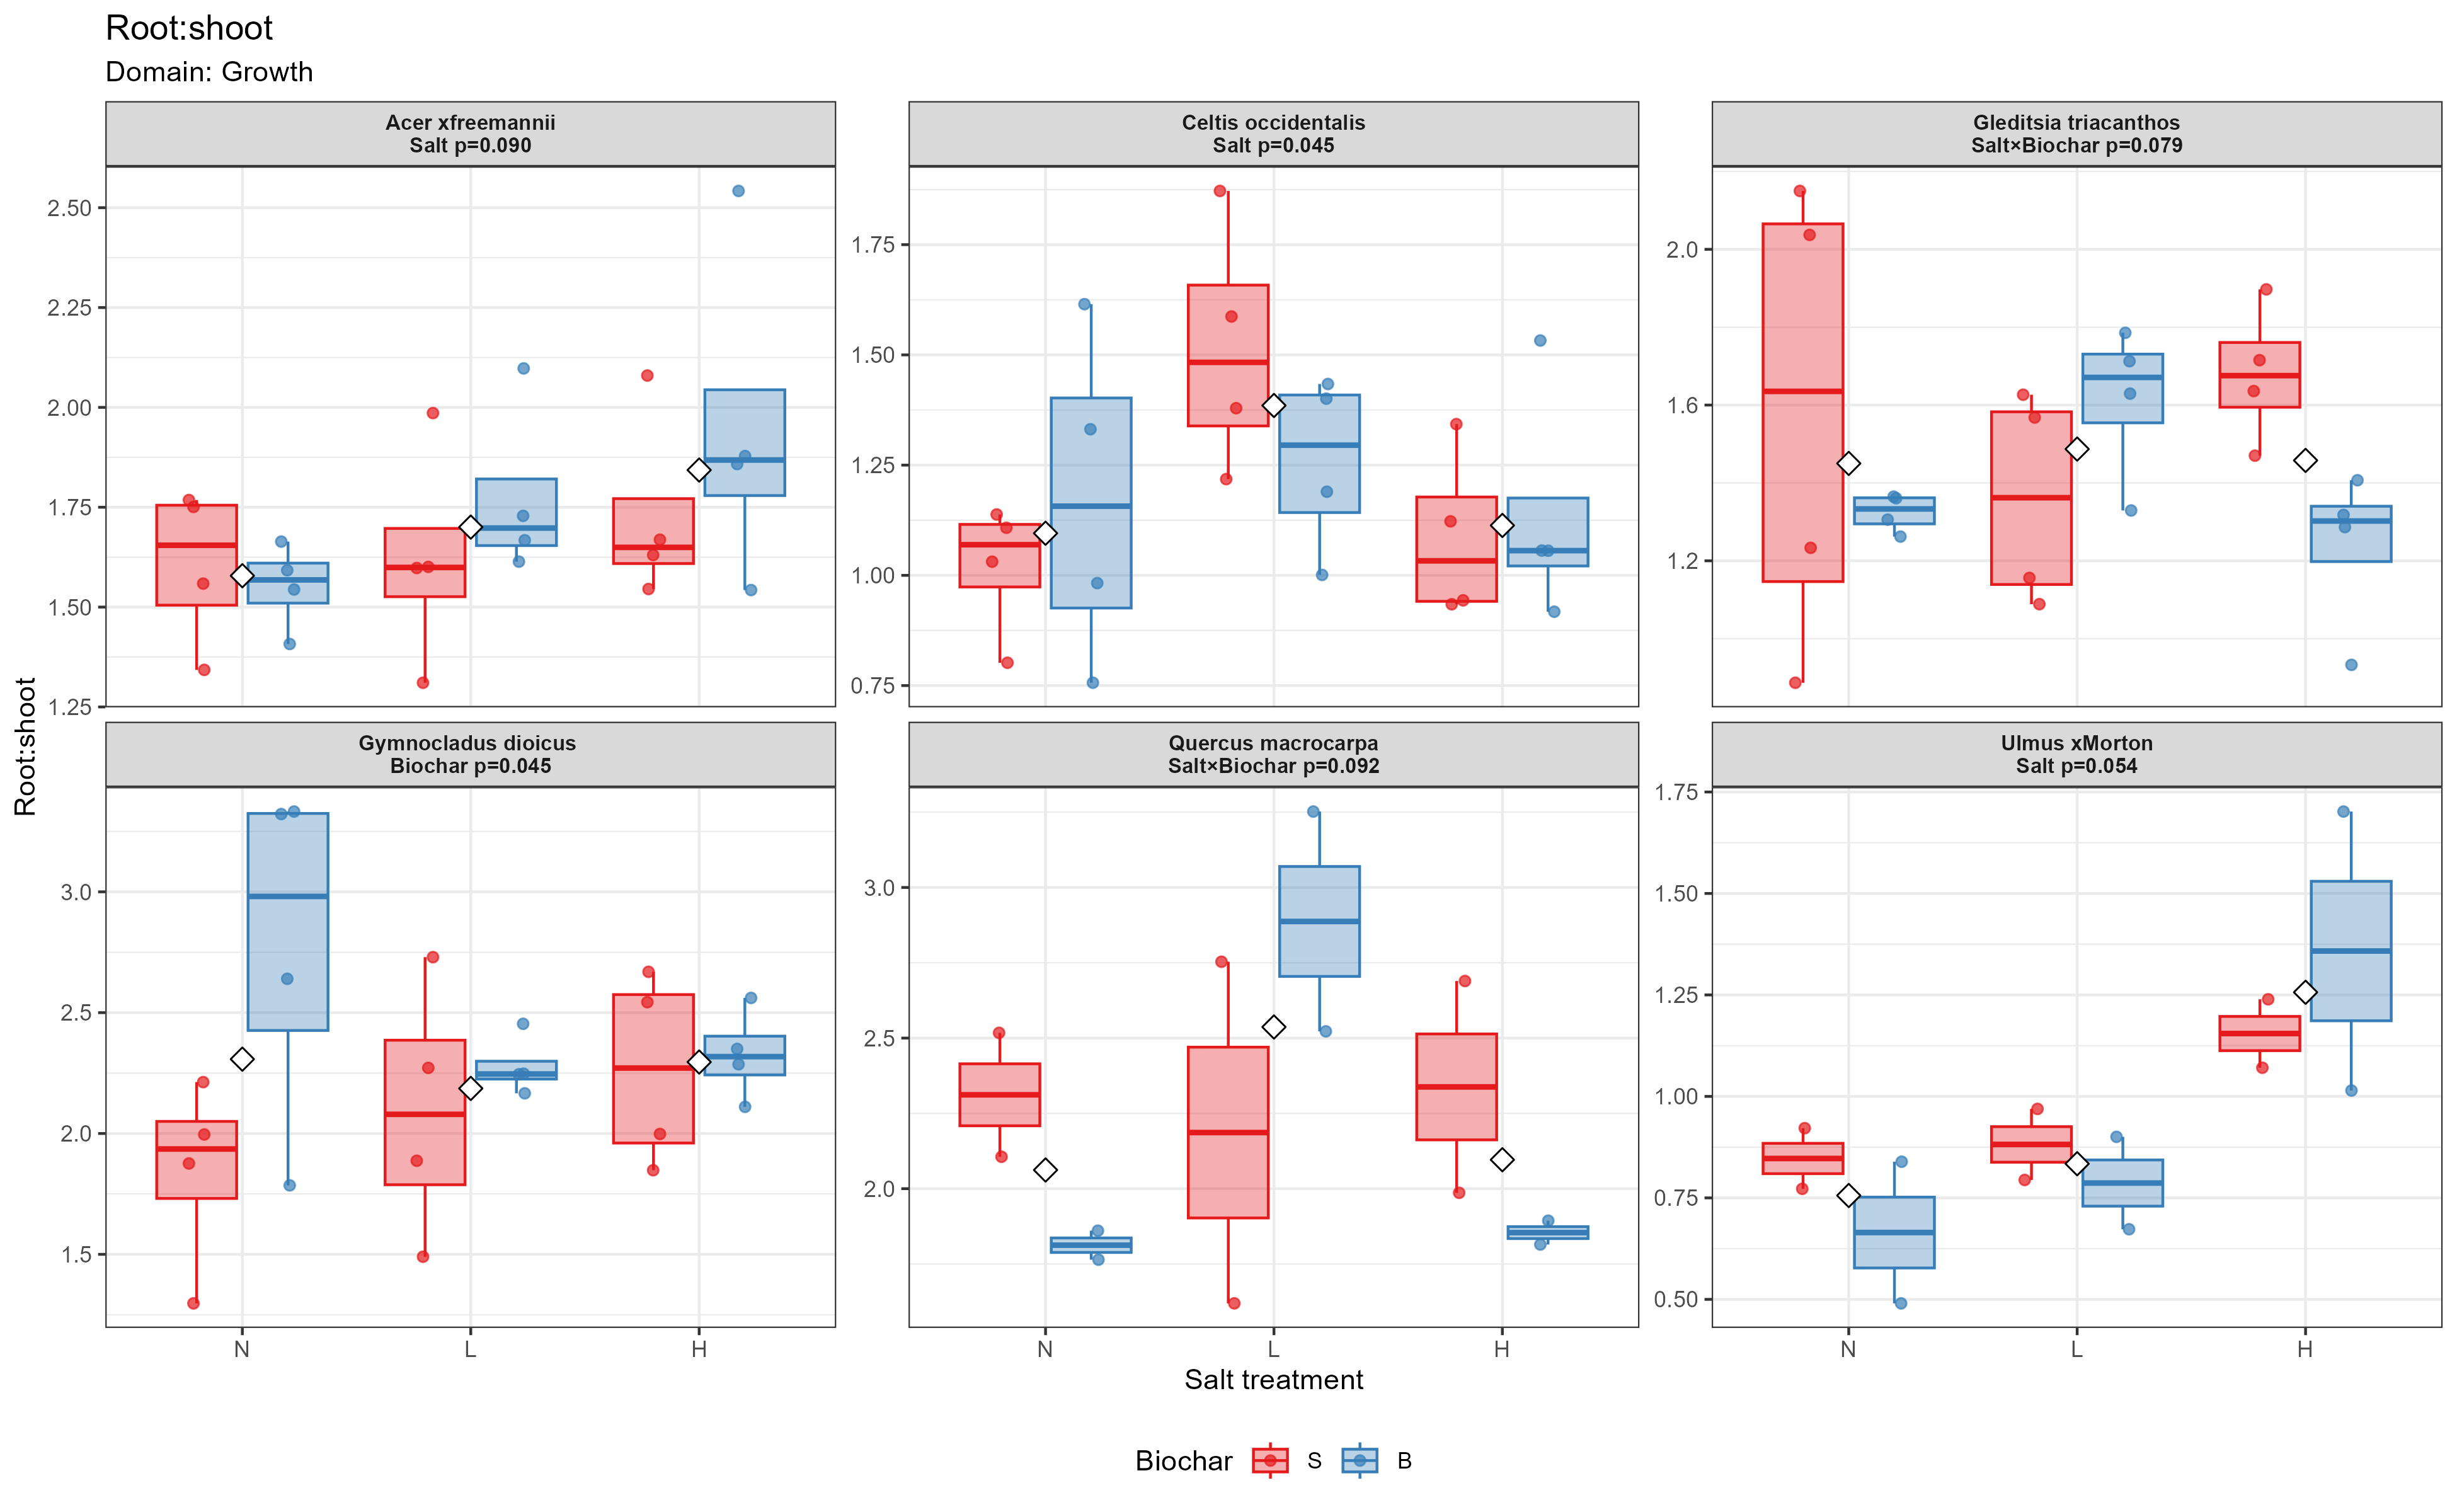 Root:shoot
Domain: Growth
Acer xfreemannii
Salt p=0.090
Celtis occidentalis
Salt p=0.045
Gleditsia triacanthos
Salt×Biochar p=0.079
2.50
2.25
2.00
1.75
1.50
1.25
1.75
1.50
1.25
1.00
0.75
2.0
1.6
1.2
Root:shoot
Gymnocladus dioicus
Biochar p=0.045
Quercus macrocarpa
Salt×Biochar p=0.092
Ulmus xMorton
Salt p=0.054
3.0
2.5
2.0
1.5
3.0
2.5
2.0
1.75
1.50
1.25
1.00
0.75
0.50
N L H
N L H
N L H
Salt treatment
Biochar S B